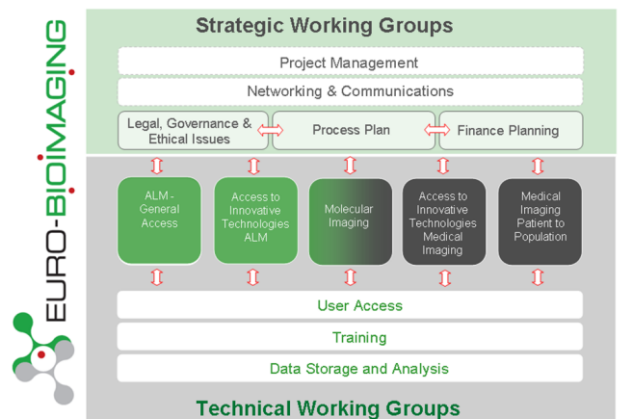 EURO-BIOIMAGING
Strategic Working Groups
Project Management
Networking & Communications
Legal, Governance &
Ethical Issues
Process Plan
Finance Planning
ALM -
General
Access
Access to
Innovative
Technologies
ALM
Molecular
Imaging
Access to
Innovative
Technologies
Medical
Imaging
Medical
Imaging
Patient to
Population
User Access
Training
Data Storage and Analysis
Technical Working Groups